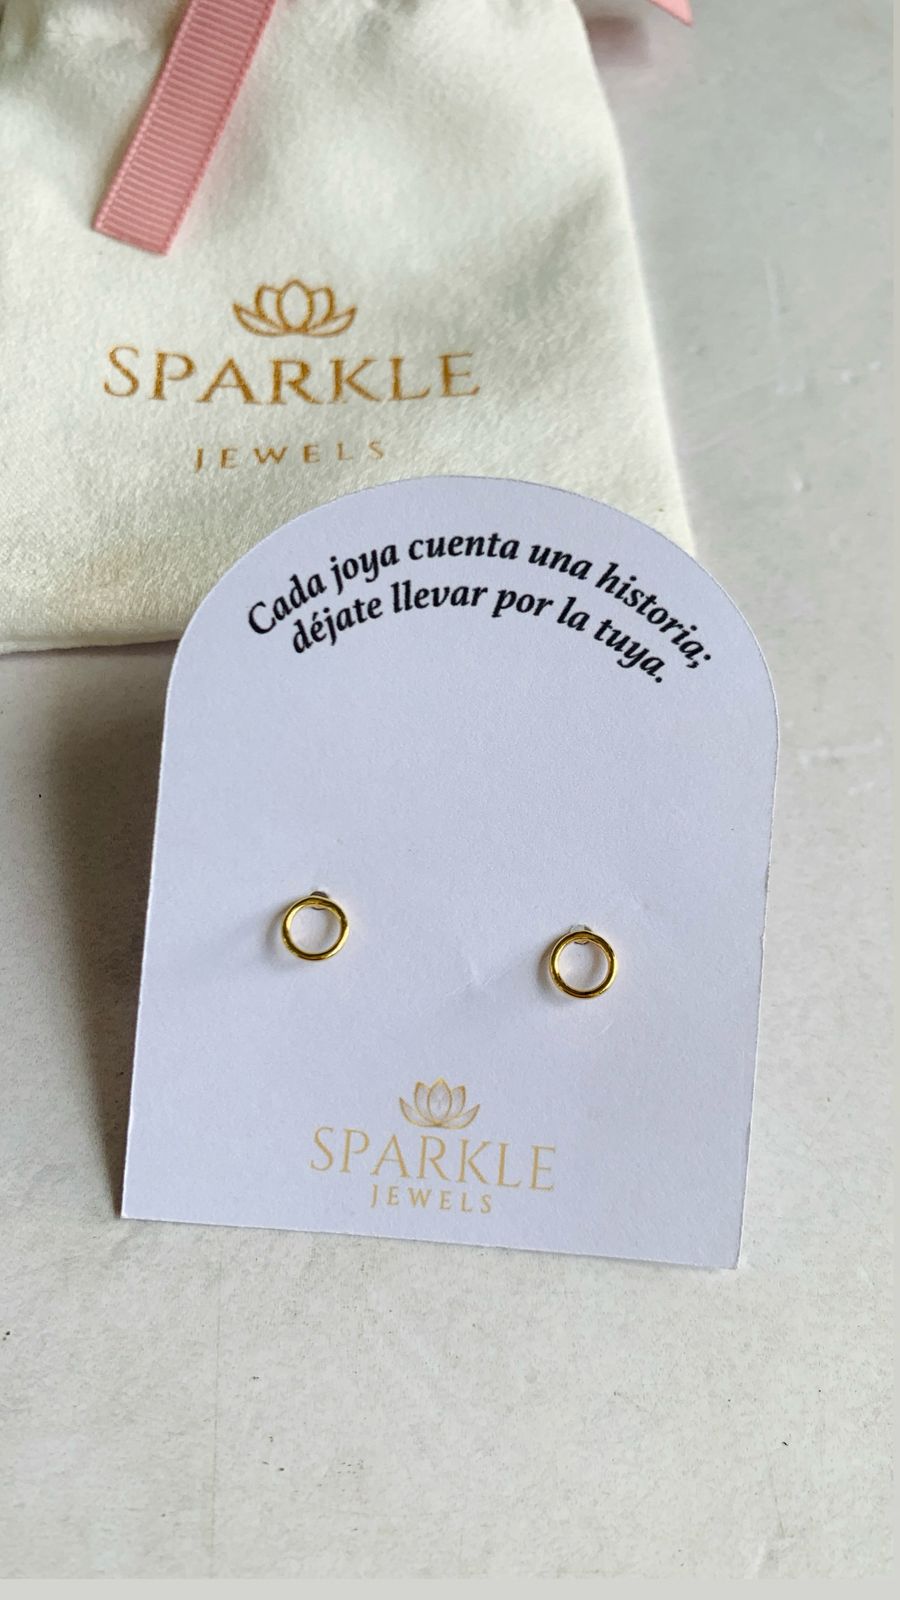 SPARKLE
JEWELS
Cada joya cuenta una historia;
déjate llevar por la tuya.
SPARKLE
JEWELS